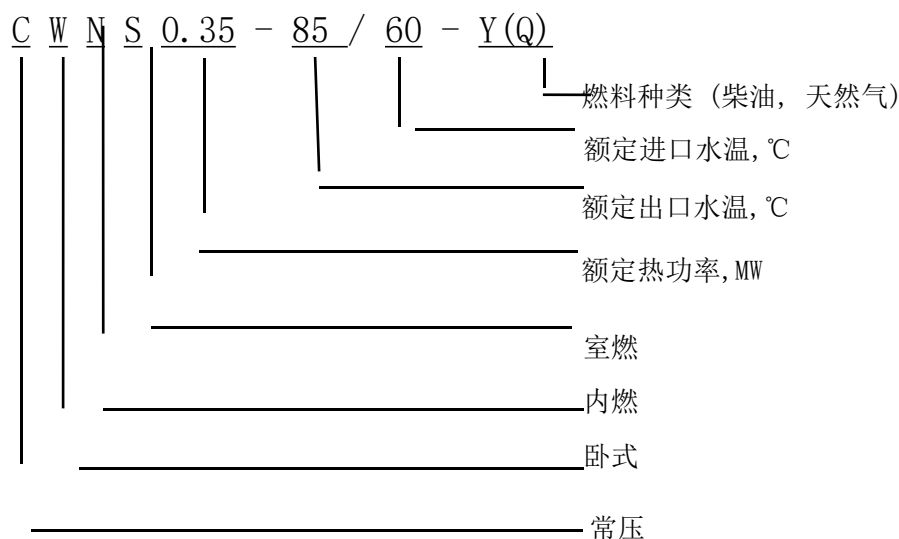 C W N S 0.35 - 85 / 60 - Y(Q)
燃料种类 (柴油, 天然气)
额定进口水温,℃
额定出口水温,℃
额定热功率,MW
室燃
内燃
卧式
常压